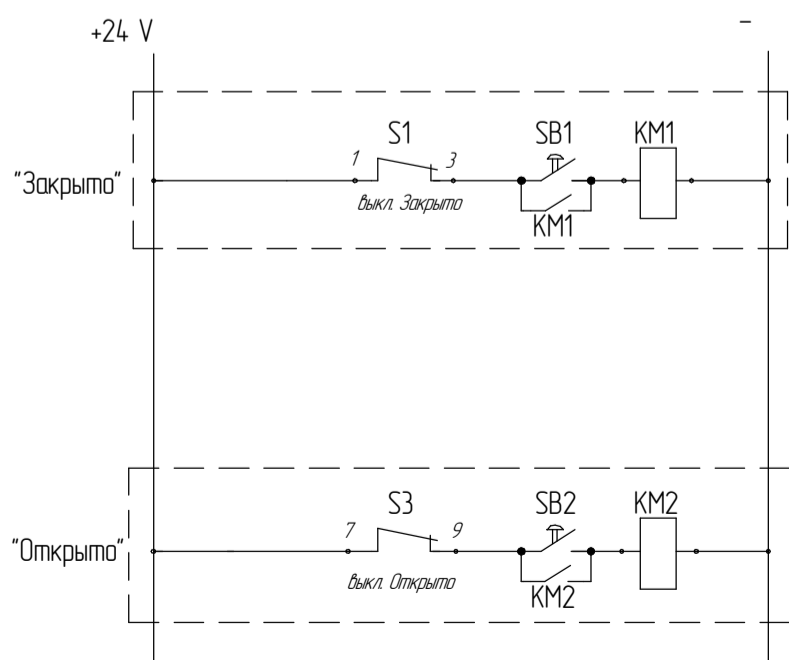 +24 V
–
S1
SB1
KM1
1
3
"Закрыто"
выкл. Закрыто
KM1
S3
SB2
KM2
7
9
"Открыто"
выкл. Открыто
KM2